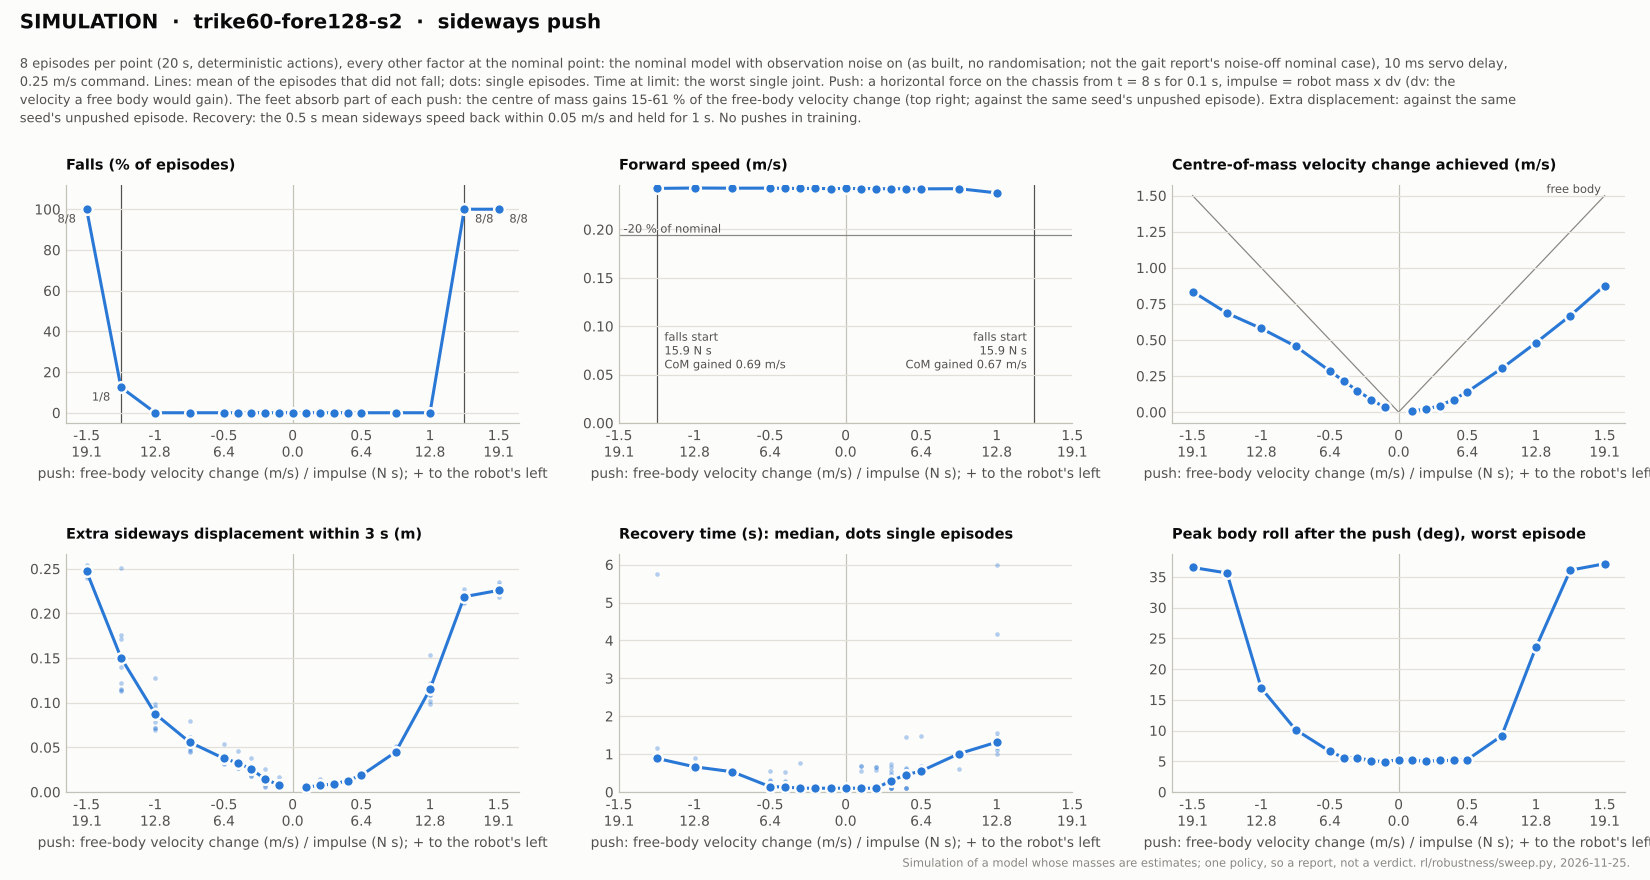 SIMULATION · trike60-fore128-s2 · sideways push
8 episodes per point (20 s, deterministic actions), every other factor at the nominal point: the nominal model with observation noise on (as built, no randomisation; not the gait report's noise-off nominal case), 10 ms servo delay,
0.25 m/s command. Lines: mean of the episodes that did not fall; dots: single episodes. Time at limit: the worst single joint. Push: a horizontal force on the chassis from t = 8 s for 0.1 s, impulse = robot mass x dv (dv: the
velocity a free body would gain). The feet absorb part of each push: the centre of mass gains 15-61 % of the free-body velocity change (top right; against the same seed's unpushed episode). Extra displacement: against the same
seed's unpushed episode. Recovery: the 0.5 s mean sideways speed back within 0.05 m/s and held for 1 s. No pushes in training.
Falls (% of episodes)
100
80
60
40
20
0
8/8
1/8
8/8
8/8
-1.5 -1 -0.5 0 0.5 1 1.5
19.1 12.8 6.4 0.0 6.4 12.8 19.1
push: free-body velocity change (m/s) / impulse (N s); + to the robot's left
Forward speed (m/s)
0.20
0.15
0.10
0.05
0.00
-20 % of nominal
falls start
15.9 N s
CoM gained 0.69 m/s
falls start
15.9 N s
CoM gained 0.67 m/s
-1.5 -1 -0.5 0 0.5 1 1.5
19.1 12.8 6.4 0.0 6.4 12.8 19.1
push: free-body velocity change (m/s) / impulse (N s); + to the robot's left
Centre-of-mass velocity change achieved (m/s)
1.50
1.25
1.00
0.75
0.50
0.25
0.00
free body
-1.5 -1 -0.5 0 0.5 1 1.5
19.1 12.8 6.4 0.0 6.4 12.8 19.1
push: free-body velocity change (m/s) / impulse (N s); + to the robot's left
Extra sideways displacement within 3 s (m)
0.25
0.20
0.15
0.10
0.05
0.00
-1.5 -1 -0.5 0 0.5 1 1.5
19.1 12.8 6.4 0.0 6.4 12.8 19.1
push: free-body velocity change (m/s) / impulse (N s); + to the robot's left
Recovery time (s): median, dots single episodes
6
5
4
3
2
1
0
-1.5 -1 -0.5 0 0.5 1 1.5
19.1 12.8 6.4 0.0 6.4 12.8 19.1
push: free-body velocity change (m/s) / impulse (N s); + to the robot's left
Peak body roll after the push (deg), worst episode
35
30
25
20
15
10
5
0
-1.5 -1 -0.5 0 0.5 1 1.5
19.1 12.8 6.4 0.0 6.4 12.8 19.1
push: free-body velocity change (m/s) / impulse (N s); + to the robot's left
Simulation of a model whose masses are estimates; one policy, so a report, not a verdict. rl/robustness/sweep.py, 2026-11-25.